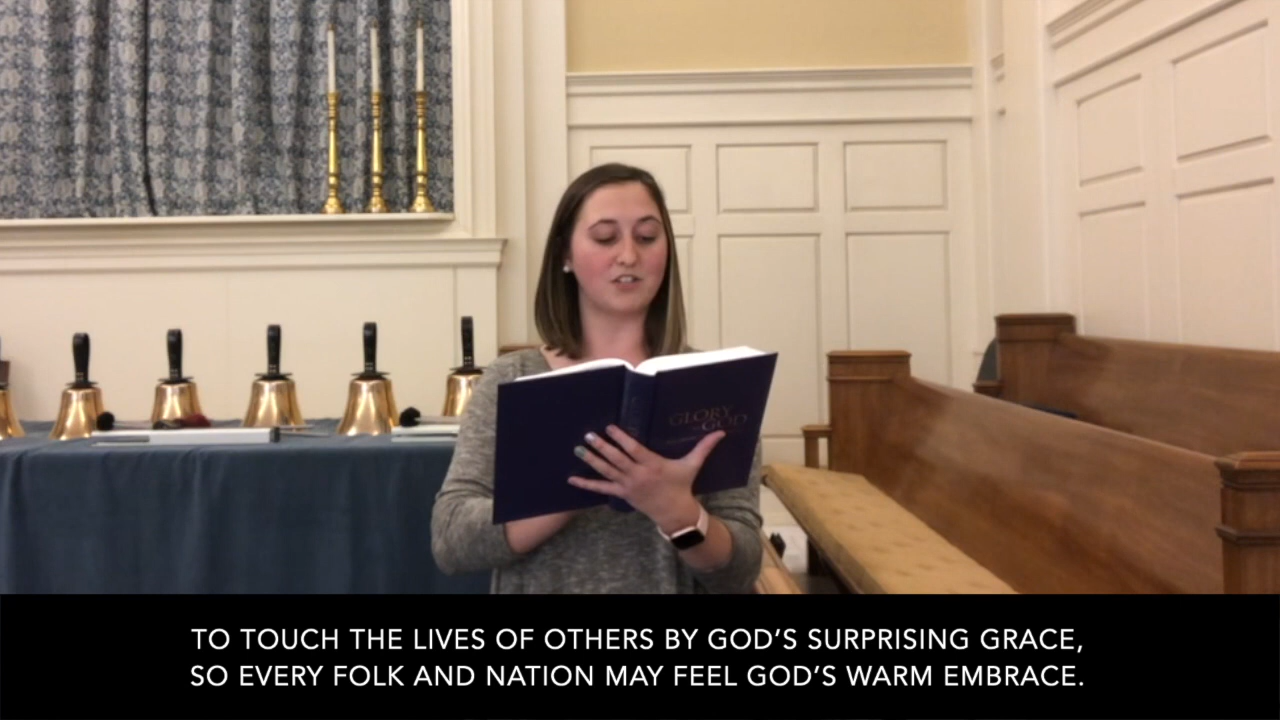 GLORY
GOD
TO TOUCH THE LIVES OF OTHERS BY GOD’S SURPRISING GRACE,
SO EVERY FOLK AND NATION MAY FEEL GOD’S WARM EMBRACE.